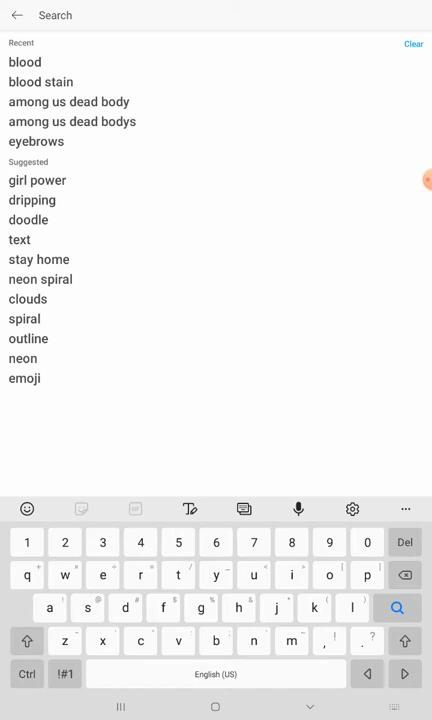 Search
Recent
Clear
blood
blood stain
among us dead body
among us dead bodys
eyebrows
Suggested
girl power
dripping
doodle
text
stay home
neon spiral
clouds
spiral
outline
neon
emoji
GIF
1 2 3 4 5 6 7 8 9 0 Del
q + w × e ÷ r = t / y _ u < i > o [ p ]
a ! s @ d # f $ g % h ^ j & k * l ( )
z - x ' c " v : b ; n , m ? , ! . ?
Ctrl !#1 English (US)